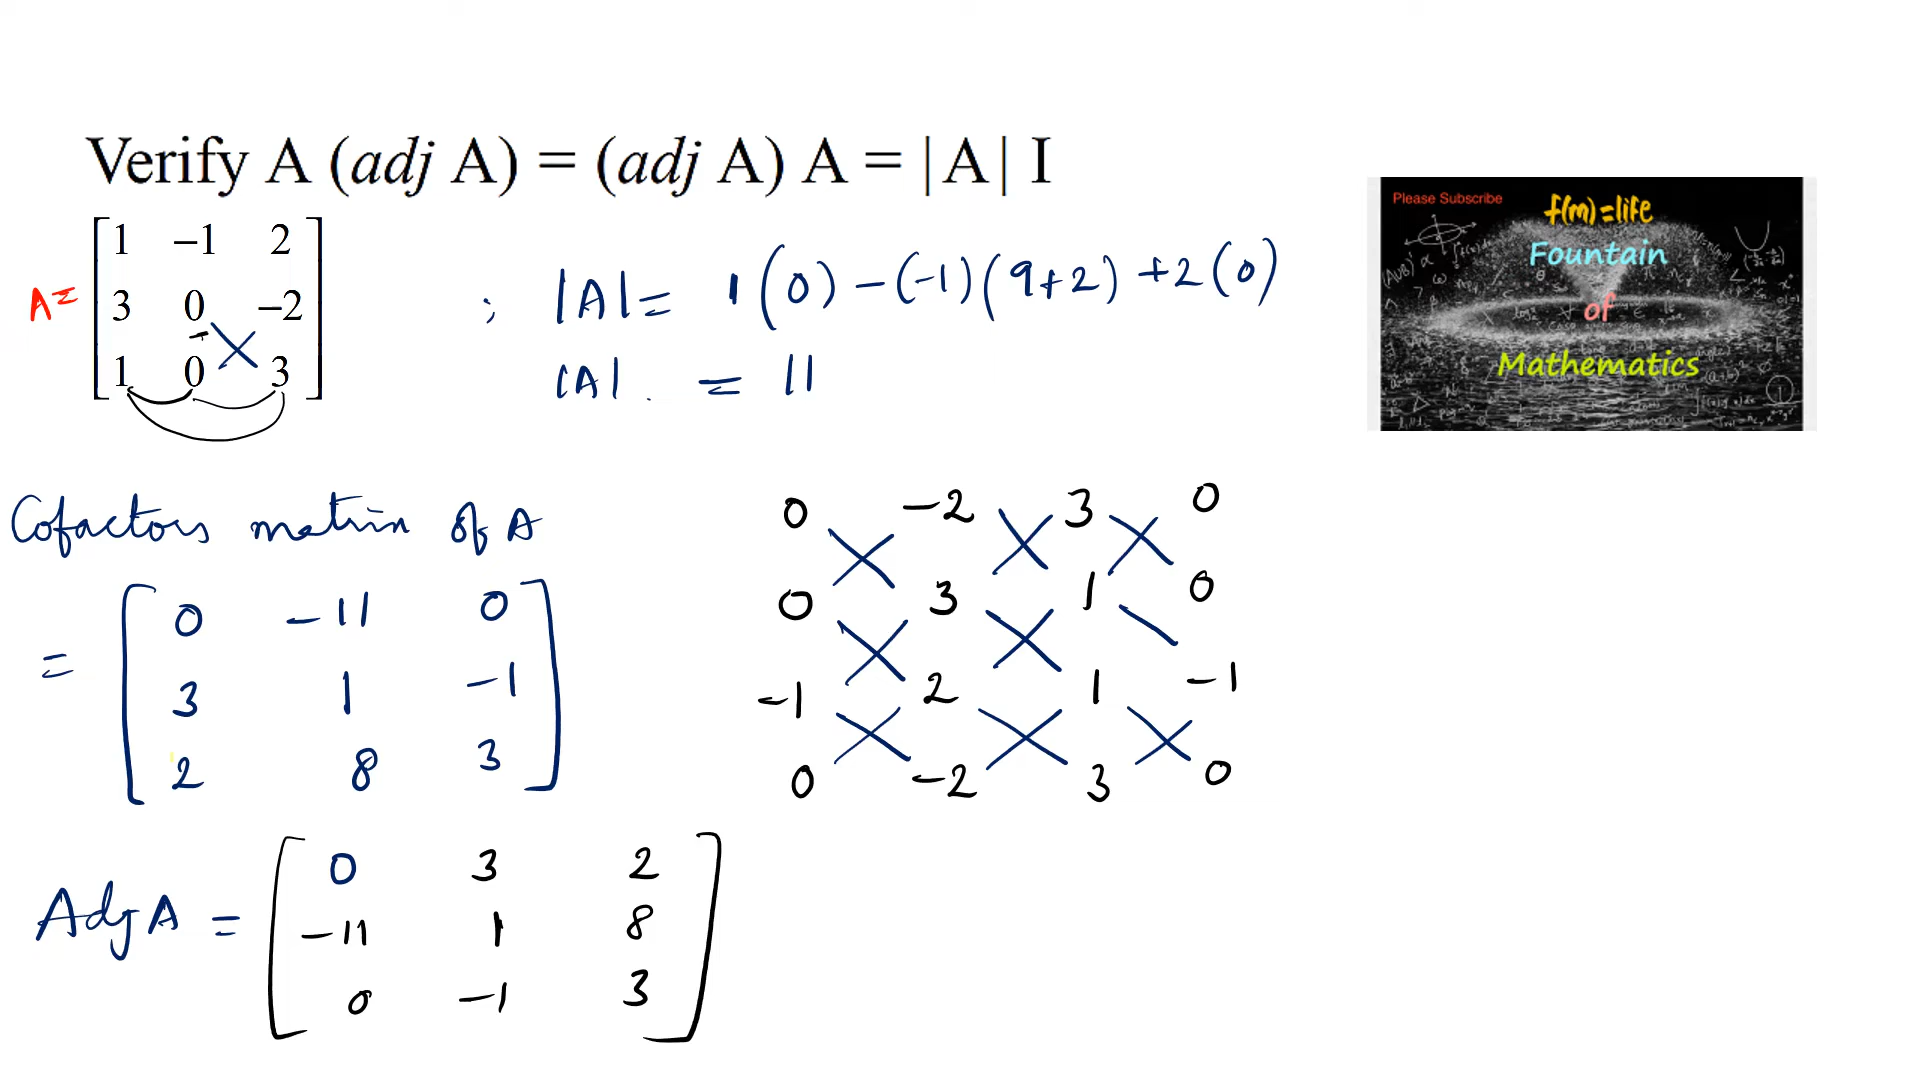 Verify A (adj A) = (adj A) A = |A| I
A= [1 −1 2
3 0 −2
1 0 3]
; |A| = 1(0) − (−1)(9+2) + 2(0)
|A| = 11
Please Subscribe
f(m)=life
Fountain
of
Mathematics
Cofactors matrix of A
= [0 −11 0
3 1 −1
2 8 3]
0 −2 3 0
0 3 1 0
−1 2 1 −1
0 −2 3 0
Adj A = [0 3 2
−11 1 8
0 −1 3]